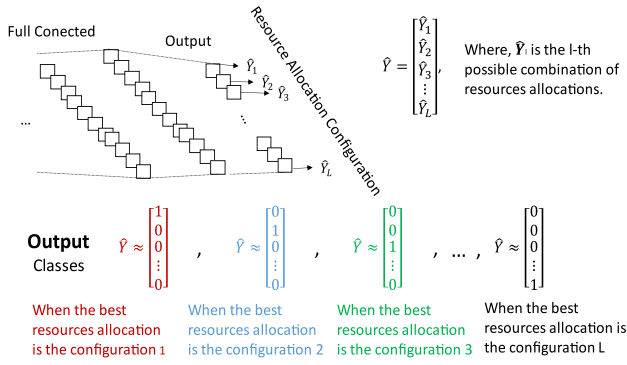 Full Conected
Output
Ŷ₁
Ŷ₂
Ŷ₃
...
...
Ŷ_L
Resource Allocation Configuration
Ŷ = [Ŷ₁ Ŷ₂ Ŷ₃ ⋮ Ŷ_L],
Where, Ŷₗ is the l-th
possible combination of
resources allocations.
Output
Classes
Ŷ ≈ [1 0 0 ⋮ 0] , Ŷ ≈ [0 1 0 ⋮ 0] , Ŷ ≈ [0 0 1 ⋮ 0] , ... , Ŷ ≈ [0 0 0 ⋮ 1]
When the best
resources allocation
is the configuration 1
When the best
resources allocation
is the configuration 2
When the best
resources allocation
is the configuration 3
When the best
resources allocation is
the configuration L